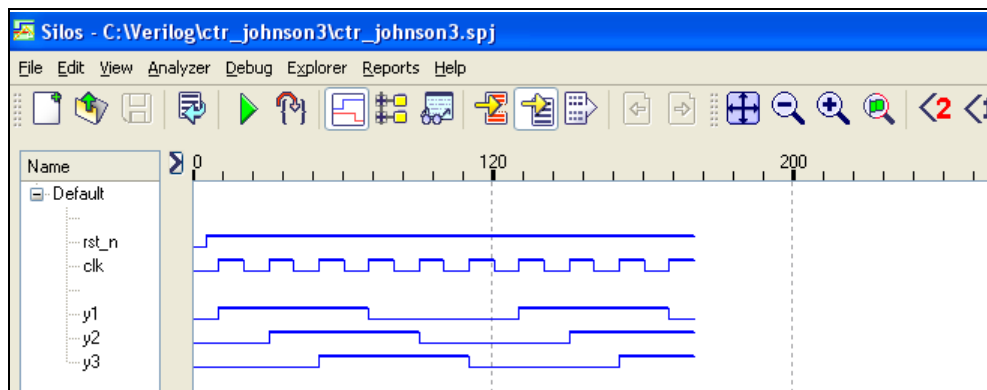 Silos - C:\Verilog\ctr_johnson3\ctr_johnson3.spj
File Edit View Analyzer Debug Explorer Reports Help
2
Name 0 120 200
Default
rst_n
clk
y1
y2
y3